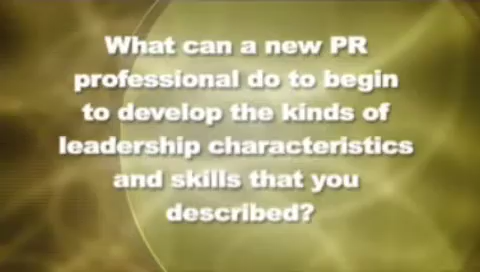 What can a new PR
professional do to begin
to develop the kinds of
leadership characteristics
and skills that you
described?